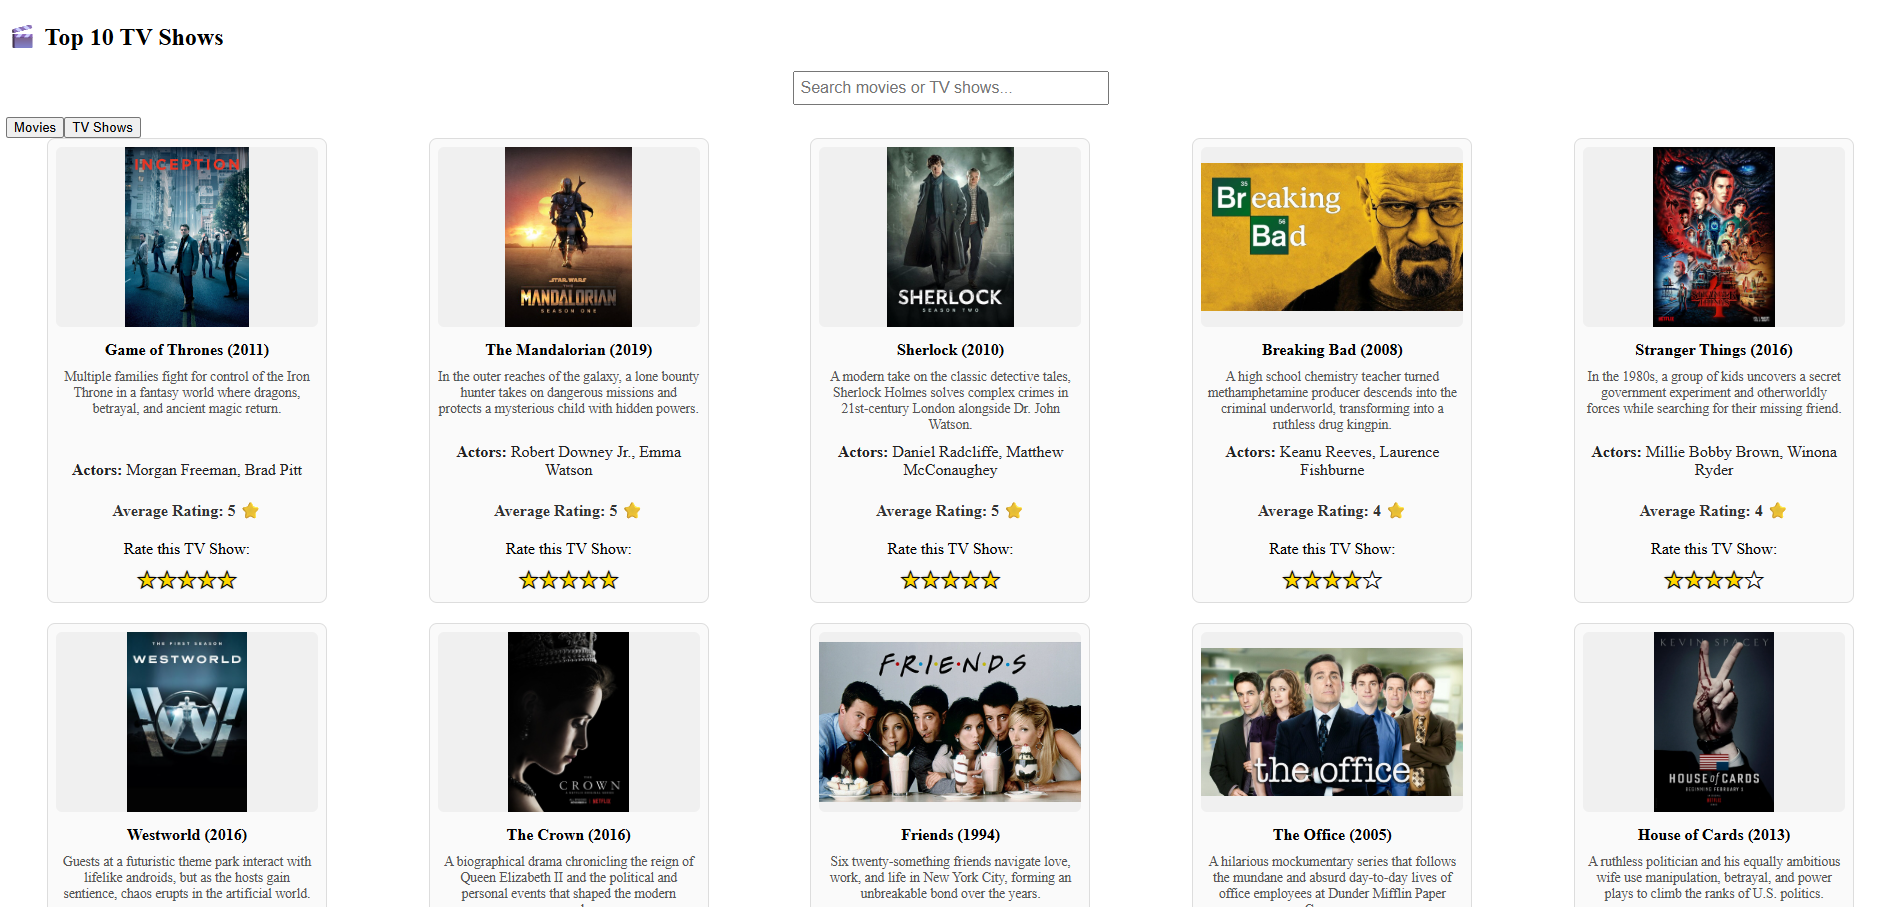 Top 10 TV Shows
Search movies or TV shows...
Movies
TV Shows
INCEPTION
Game of Thrones (2011)
Multiple families fight for control of the Iron
Throne in a fantasy world where dragons,
betrayal, and ancient magic return.
Actors: Morgan Freeman, Brad Pitt
Average Rating: 5
Rate this TV Show:
STAR WARS
THE
MANDALORIAN
SEASON ONE
The Mandalorian (2019)
In the outer reaches of the galaxy, a lone bounty
hunter takes on dangerous missions and
protects a mysterious child with hidden powers.
Actors: Robert Downey Jr., Emma
Watson
Average Rating: 5
Rate this TV Show:
SHERLOCK
SEASON TWO
Sherlock (2010)
A modern take on the classic detective tales,
Sherlock Holmes solves complex crimes in
21st-century London alongside Dr. John
Watson.
Actors: Daniel Radcliffe, Matthew
McConaughey
Average Rating: 5
Rate this TV Show:
35
Breaking
56
Bad
Breaking Bad (2008)
A high school chemistry teacher turned
methamphetamine producer descends into the
criminal underworld, transforming into a
ruthless drug kingpin.
Actors: Keanu Reeves, Laurence
Fishburne
Average Rating: 4
Rate this TV Show:
STRANGER THINGS
4
NETFLIX
Stranger Things (2016)
In the 1980s, a group of kids uncovers a secret
government experiment and otherworldly
forces while searching for their missing friend.
Actors: Millie Bobby Brown, Winona
Ryder
Average Rating: 4
Rate this TV Show:
THE FIRST SEASON
WESTWORLD
Westworld (2016)
Guests at a futuristic theme park interact with
lifelike androids, but as the hosts gain
sentience, chaos erupts in the artificial world.
THE
CROWN
NETFLIX
The Crown (2016)
A biographical drama chronicling the reign of
Queen Elizabeth II and the political and
personal events that shaped the modern
F·R·I·E·N·D·S
Friends (1994)
Six twenty-something friends navigate love,
work, and life in New York City, forming an
unbreakable bond over the years.
the office
The Office (2005)
A hilarious mockumentary series that follows
the mundane and absurd day-to-day lives of
office employees at Dunder Mifflin Paper
KEVIN SPACEY
HOUSE of CARDS
BEGINNING FEBRUARY 1
NETFLIX
House of Cards (2013)
A ruthless politician and his equally ambitious
wife use manipulation, betrayal, and power
plays to climb the ranks of U.S. politics.